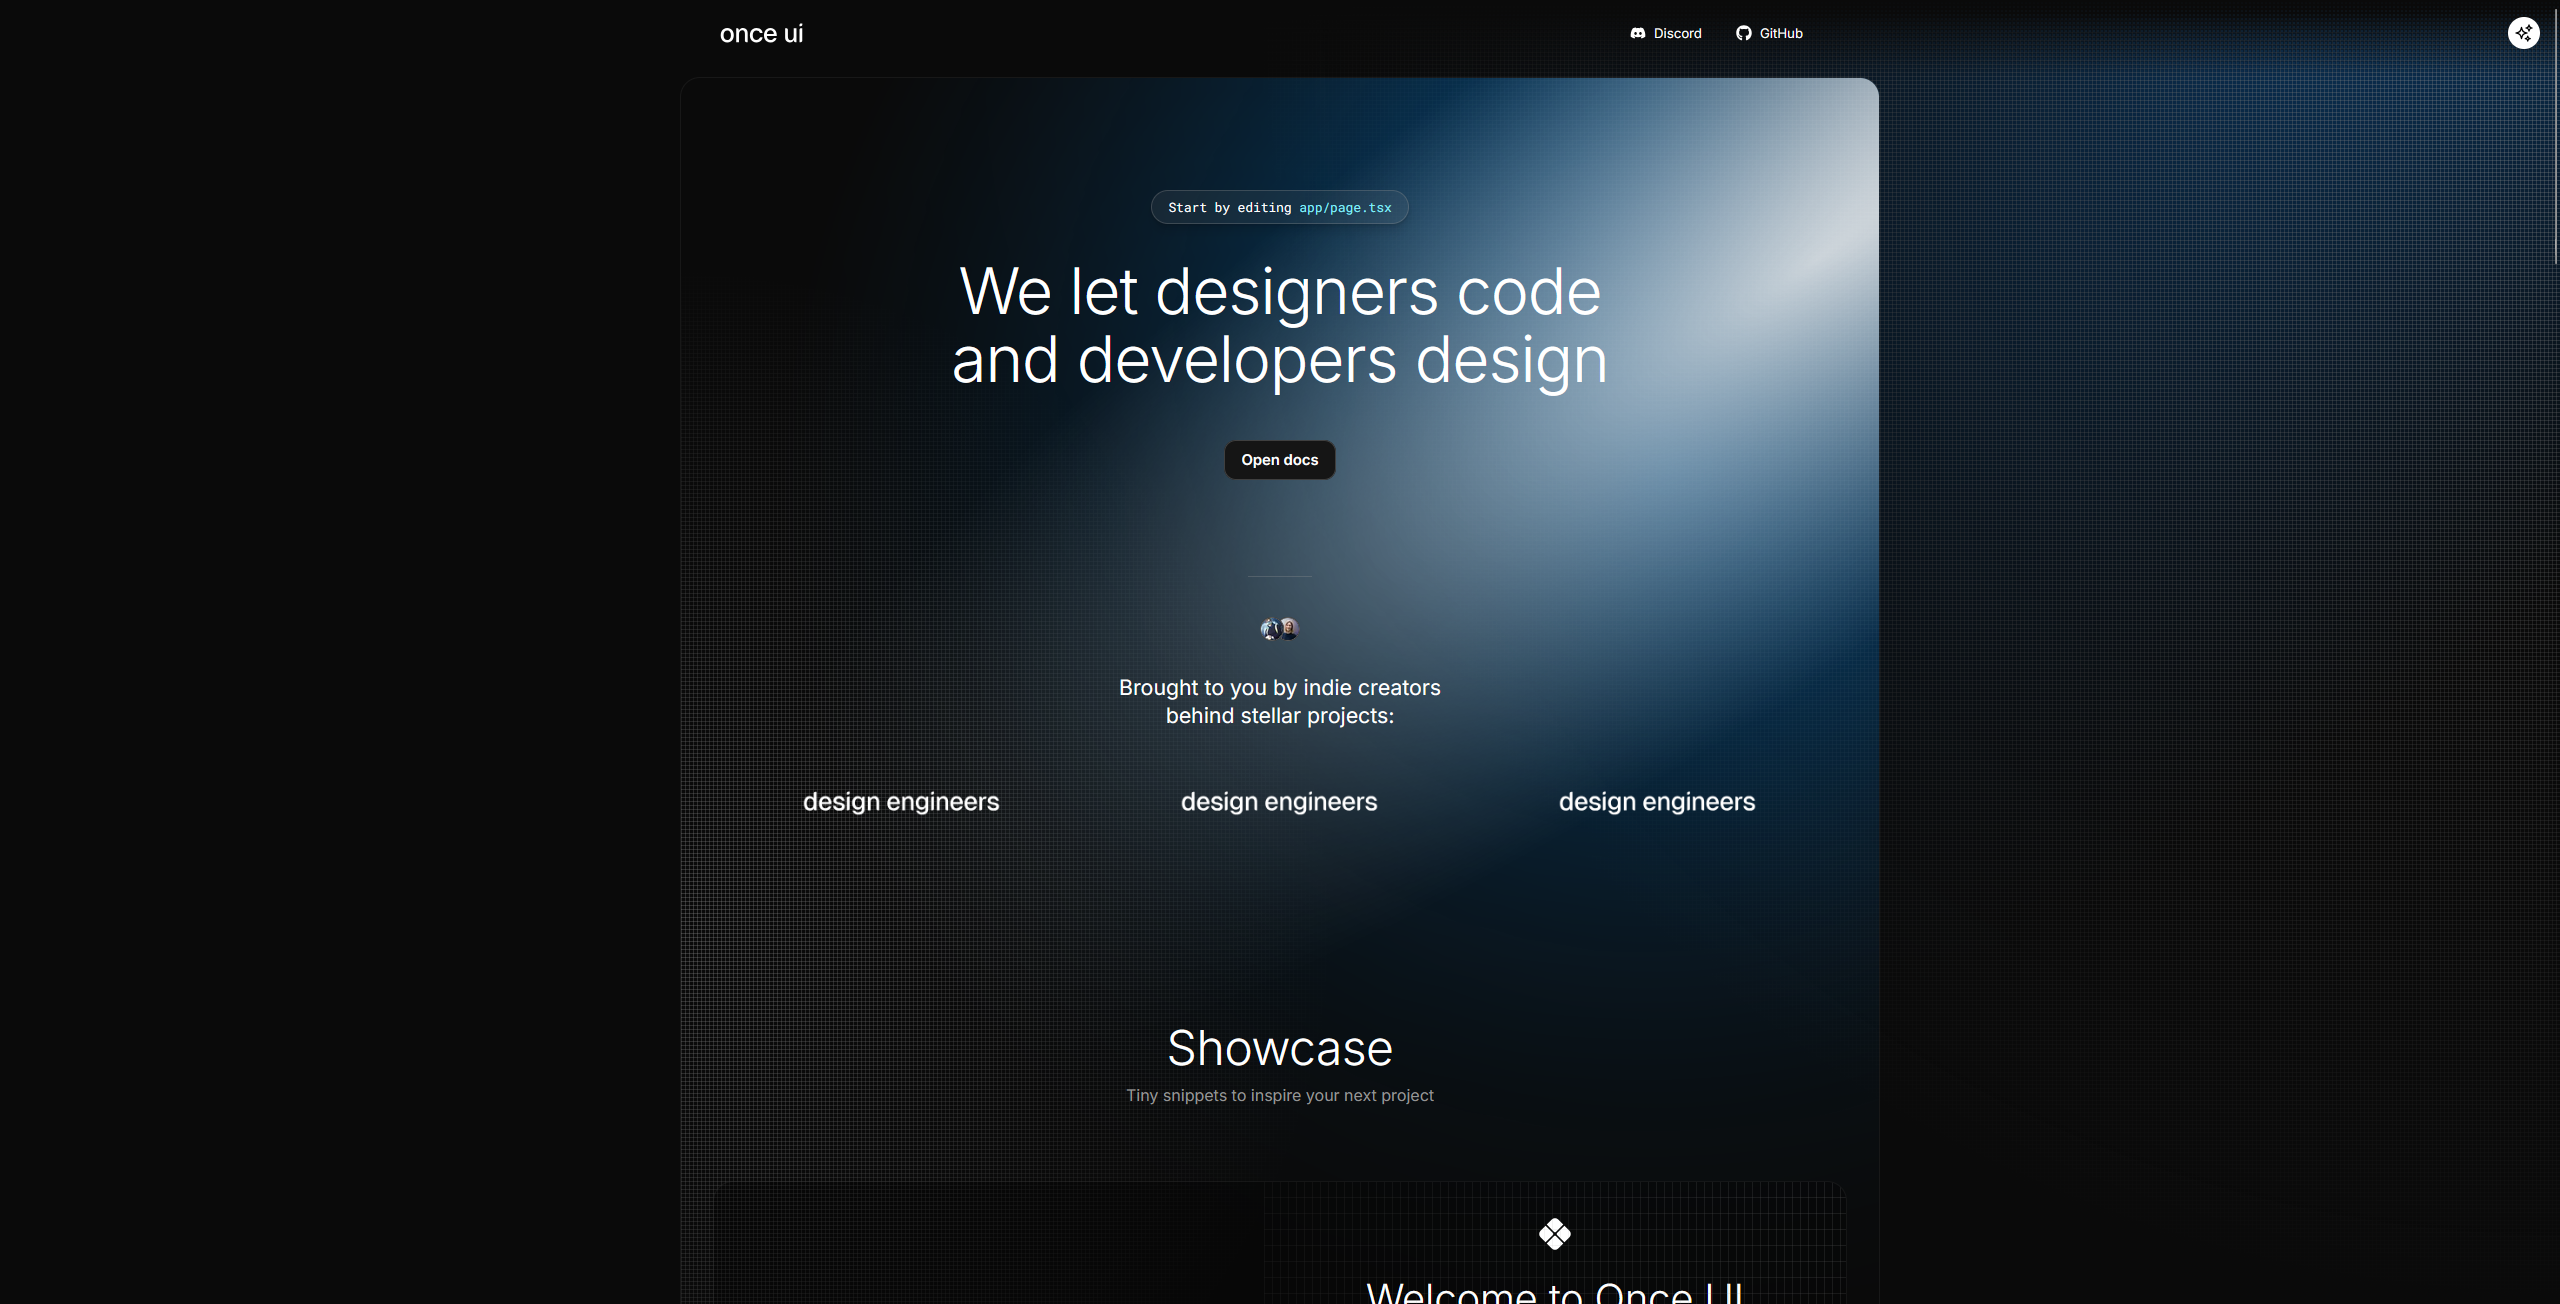 once ui
Discord
GitHub
Start by editing app/page.tsx
We let designers code
and developers design
Open docs
Brought to you by indie creators
behind stellar projects:
design engineers
design engineers
design engineers
Showcase
Tiny snippets to inspire your next project
Welcome to Once UI